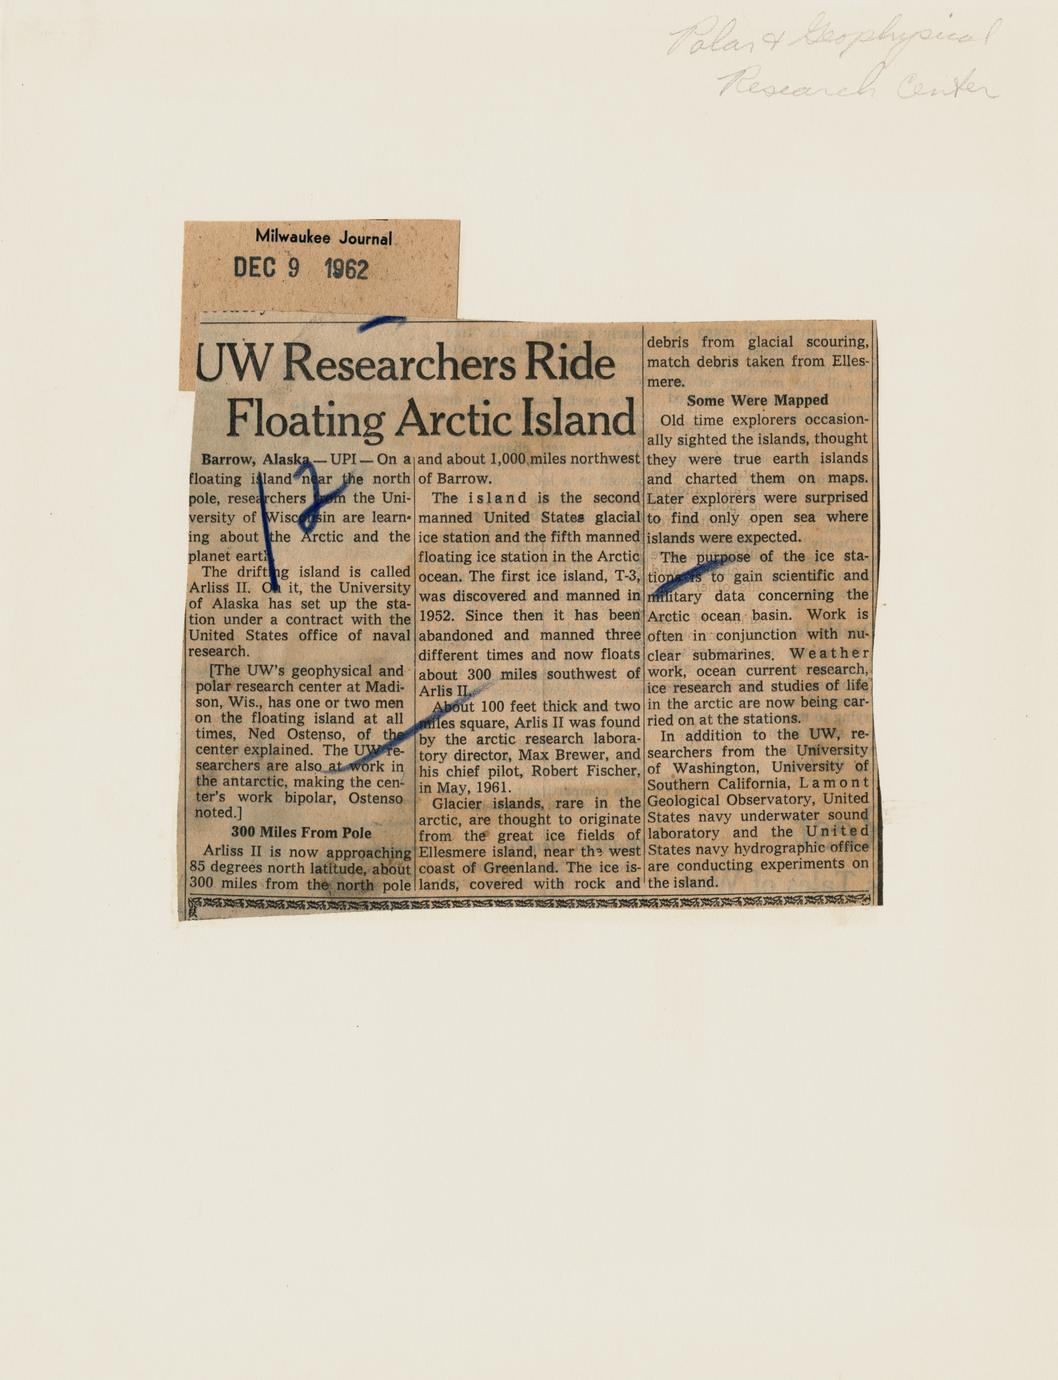 Polar & Geophysical
Research Center
Milwaukee Journal
DEC 9 1962
UW Researchers Ride
Floating Arctic Island
Barrow, Alaska — UPI — On a
floating island near the north
pole, researchers from the Uni-
versity of Wisconsin are learn-
ing about the Arctic and the
planet earth.
The drifting island is called
Arliss II. On it, the University
of Alaska has set up the sta-
tion under a contract with the
United States office of naval
research.
[The UW's geophysical and
polar research center at Madi-
son, Wis., has one or two men
on the floating island at all
times, Ned Ostenso, of the
center explained. The UW re-
searchers are also at work in
the antarctic, making the cen-
ter's work bipolar, Ostenso
noted.]
300 Miles From Pole
Arliss II is now approaching
85 degrees north latitude, about
300 miles from the north pole
and about 1,000 miles northwest
of Barrow.
The island is the second
manned United States glacial
ice station and the fifth manned
floating ice station in the Arctic
ocean. The first ice island, T-3,
was discovered and manned in
1952. Since then it has been
abandoned and manned three
different times and now floats
about 300 miles southwest of
Arlis II.
About 100 feet thick and two
miles square, Arlis II was found
by the arctic research labora-
tory director, Max Brewer, and
his chief pilot, Robert Fischer,
in May, 1961.
Glacier islands, rare in the
arctic, are thought to originate
from the great ice fields of
Ellesmere island, near the west
coast of Greenland. The ice is-
lands, covered with rock and
debris from glacial scouring,
match debris taken from Elles-
mere.
Some Were Mapped
Old time explorers occasion-
ally sighted the islands, thought
they were true earth islands
and charted them on maps.
Later explorers were surprised
to find only open sea where
islands were expected.
The purpose of the ice sta-
tions is to gain scientific and
military data concerning the
Arctic ocean basin. Work is
often in conjunction with nu-
clear submarines. Weather
work, ocean current research,
ice research and studies of life
in the arctic are now being car-
ried on at the stations.
In addition to the UW, re-
searchers from the University
of Washington, University of
Southern California, Lamont
Geological Observatory, United
States navy underwater sound
laboratory and the United
States navy hydrographic office
are conducting experiments on
the island.